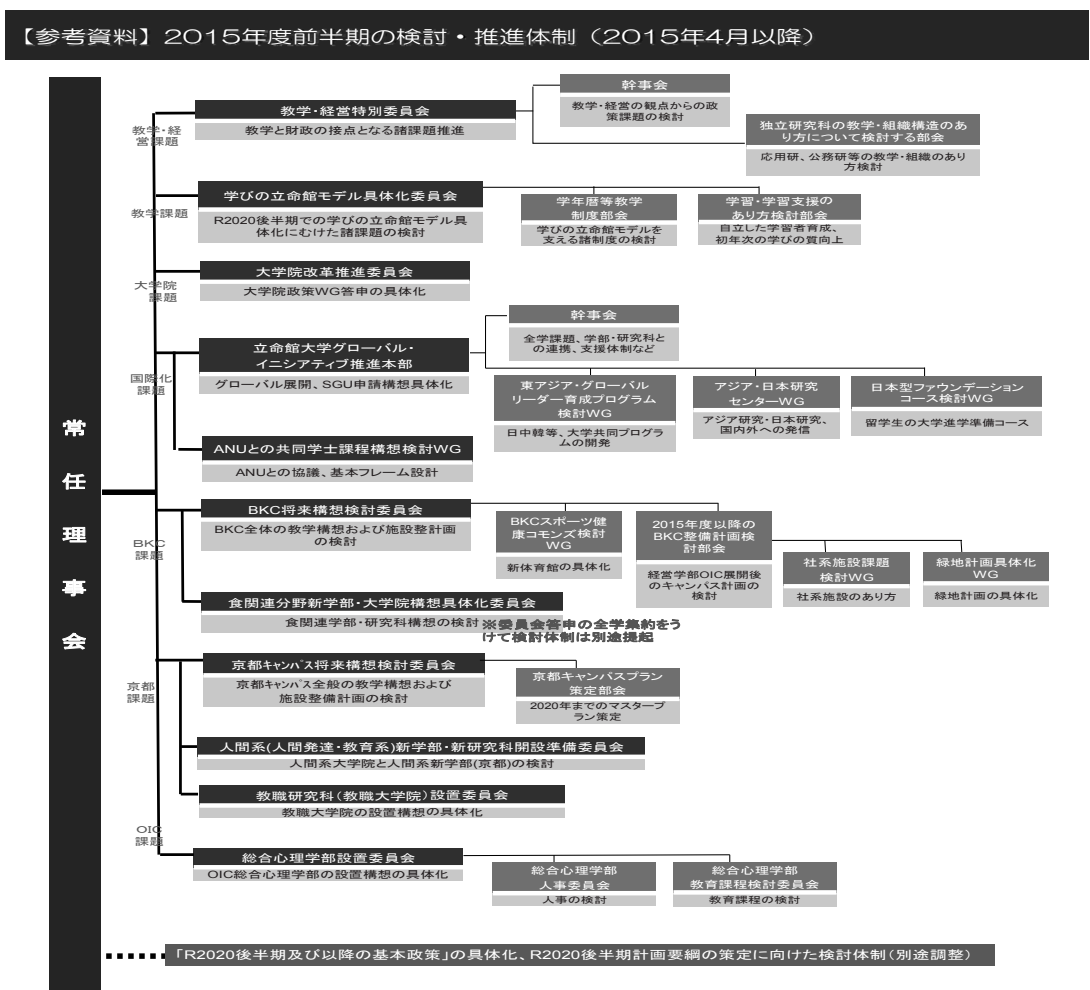 【参考資料】2015年度前半期の検討・推進体制（2015年4月以降）
常任理事会
教学・経
営課題
教学・経営特別委員会
教学と財政の接点となる諸課題推進
幹事会
教学・経営の観点からの政
策課題の検討
独立研究科の教学・組織構造のあ
り方について検討する部会
応用研、公務研等の教学・組織のあり
方検討
教学課題
学びの立命館モデル具体化委員会
R2020後半期での学びの立命館モデル具
体化にむけた諸課題の検討
学年暦等教学
制度部会
学びの立命館モデルを
支える諸制度の検討
学習・学習支援の
あり方検討部会
自立した学習者育成、
初年次の学びの質向上
大学院
課題
大学院改革推進委員会
大学院政策WG答申の具体化
国際化
課題
立命館大学グローバル・
イニシアティブ推進本部
グローバル展開、SGU申請構想具体化
幹事会
全学課題、学部・研究科と
の連携、支援体制など
東アジア・グローバル
リーダー育成プログラム
検討WG
日中韓等、大学共同プログラ
ムの開発
アジア・日本研究
センターWG
アジア研究・日本研究、
国内外への発信
日本型ファウンデーション
コース検討WG
留学生の大学進学準備コース
ANUとの共同学士課程構想検討WG
ANUとの協議、基本フレーム設計
BKC
課題
BKC将来構想検討委員会
BKC全体の教学構想および施設整計画
の検討
BKCスポーツ健
康コモンズ検討
WG
新体育館の具体化
2015年度以降の
BKC整備計画検
討部会
経営学部OIC展開後
のキャンパス計画の
検討
社系施設課題
検討WG
社系施設のあり方
緑地計画具体化
WG
緑地計画の具体化
食関連分野新学部・大学院構想具体化委員会
食関連学部・研究科構想の検討
※委員会答申の全学集約をう
けて検討体制は別途提起
京都
課題
京都ｷｬﾝﾊﾟｽ将来構想検討委員会
京都ｷｬﾝﾊﾟｽ全般の教学構想および
施設整備計画の検討
京都キャンパスプラン
策定部会
2020年までのマスタープ
ラン策定
人間系(人間発達・教育系)新学部・新研究科開設準備委員会
人間系大学院と人間系新学部(京都)の検討
教職研究科（教職大学院）設置委員会
教職大学院の設置構想の具体化
OIC
課題
総合心理学部設置委員会
OIC総合心理学部の設置構想の具体化
総合心理学部
人事委員会
人事の検討
総合心理学部
教育課程検討委員会
教育課程の検討
「R2020後半期及び以降の基本政策」の具体化、R2020後半期計画要綱の策定に向けた検討体制（別途調整）